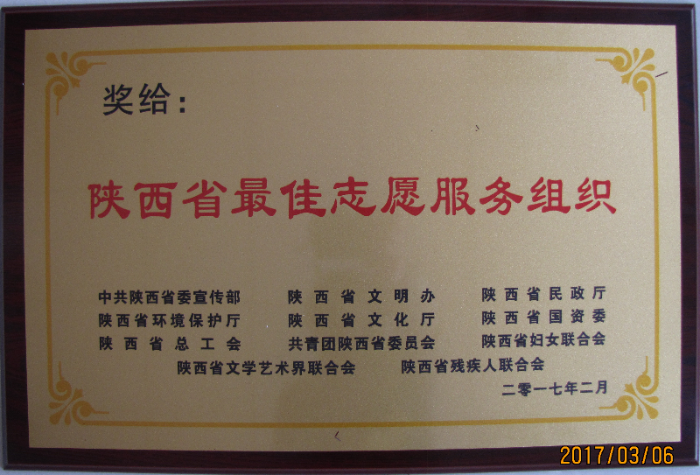 奖给：
陕西省最佳志愿服务组织
中共陕西省委宣传部 陕西省文明办 陕西省民政厅
陕西省环境保护厅 陕西省文化厅 陕西省国资委
陕西省总工会 共青团陕西省委员会 陕西省妇女联合会
陕西省文学艺术界联合会 陕西省残疾人联合会
二零一七年二月
2017/03/06